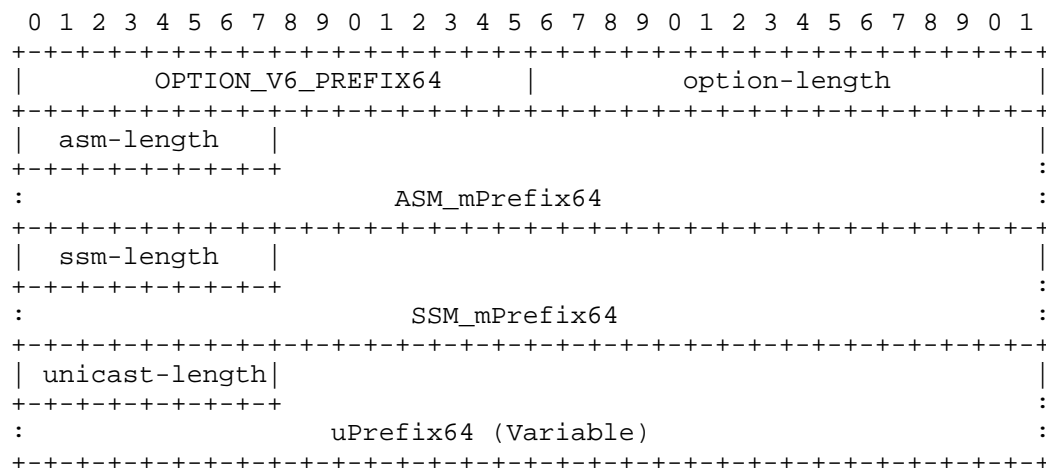 0 1 2 3 4 5 6 7 8 9 0 1 2 3 4 5 6 7 8 9 0 1 2 3 4 5 6 7 8 9 0 1
+-+-+-+-+-+-+-+-+-+-+-+-+-+-+-+-+-+-+-+-+-+-+-+-+-+-+-+-+-+-+-+-+
|        OPTION_V6_PREFIX64     |         option-length         |
+-+-+-+-+-+-+-+-+-+-+-+-+-+-+-+-+-+-+-+-+-+-+-+-+-+-+-+-+-+-+-+-+
|  asm-length   |                                               |
+-+-+-+-+-+-+-+-+                                               :
:                       ASM_mPrefix64                           :
+-+-+-+-+-+-+-+-+-+-+-+-+-+-+-+-+-+-+-+-+-+-+-+-+-+-+-+-+-+-+-+-+
|  ssm-length   |                                               |
+-+-+-+-+-+-+-+-+                                               :
:                        SSM_mPrefix64                          :
+-+-+-+-+-+-+-+-+-+-+-+-+-+-+-+-+-+-+-+-+-+-+-+-+-+-+-+-+-+-+-+-+
| unicast-length|                                               |
+-+-+-+-+-+-+-+-+                                               :
:                   uPrefix64 (Variable)                        :
+-+-+-+-+-+-+-+-+-+-+-+-+-+-+-+-+-+-+-+-+-+-+-+-+-+-+-+-+-+-+-+-+